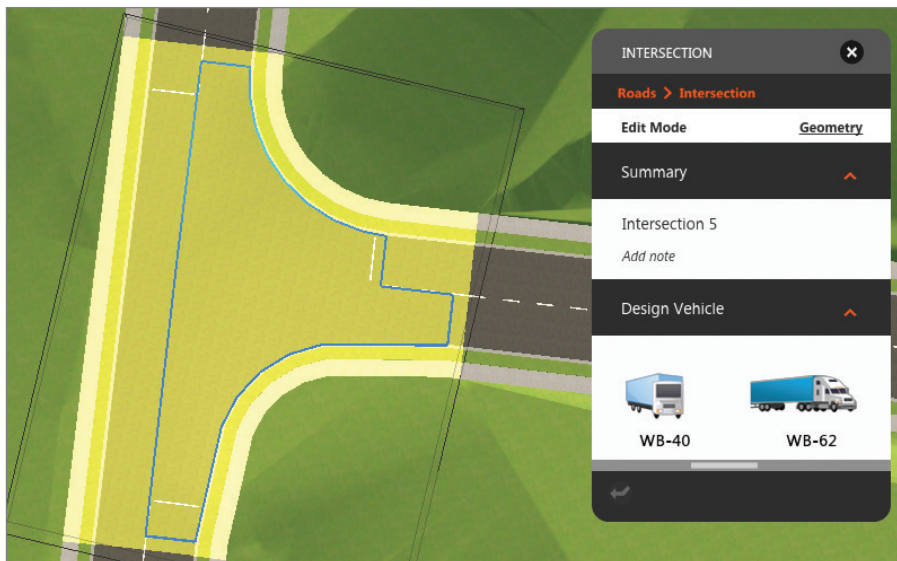 INTERSECTION
Roads > Intersection
Edit Mode Geometry
Summary
Intersection 5
Add note
Design Vehicle
WB-40 WB-62